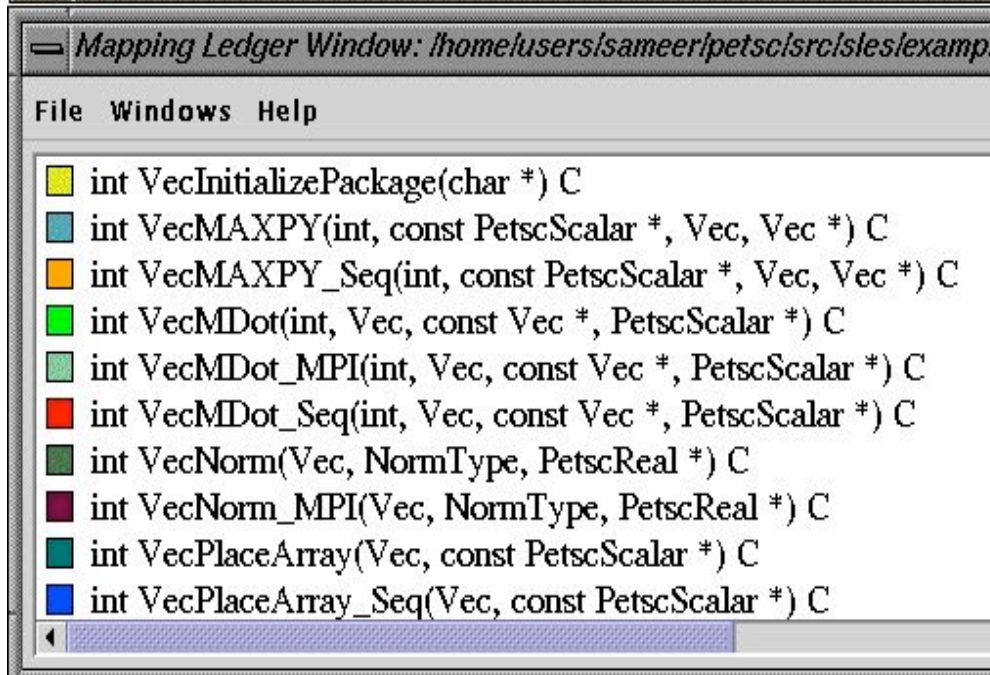 Mapping Ledger Window: /home/users/sameer/petsc/src/sles/examp
File Windows Help
int VecInitializePackage(char *) C
int VecMAXPY(int, const PetscScalar *, Vec, Vec *) C
int VecMAXPY_Seq(int, const PetscScalar *, Vec, Vec *) C
int VecMDot(int, Vec, const Vec *, PetscScalar *) C
int VecMDot_MPI(int, Vec, const Vec *, PetscScalar *) C
int VecMDot_Seq(int, Vec, const Vec *, PetscScalar *) C
int VecNorm(Vec, NormType, PetscReal *) C
int VecNorm_MPI(Vec, NormType, PetscReal *) C
int VecPlaceArray(Vec, const PetscScalar *) C
int VecPlaceArray_Seq(Vec, const PetscScalar *) C